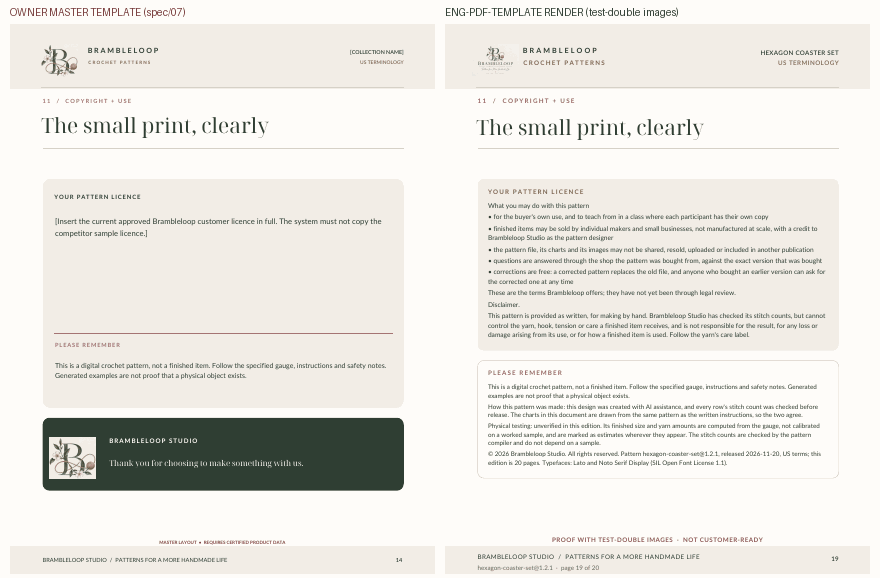 OWNER MASTER TEMPLATE (spec/07)
BRAMBLELOOP
CROCHET PATTERNS
[COLLECTION NAME]
US TERMINOLOGY
11 / COPYRIGHT + USE
The small print, clearly
YOUR PATTERN LICENCE
[Insert the current approved Brambleloop customer licence in full. The system must not copy the
competitor sample licence.]
PLEASE REMEMBER
This is a digital crochet pattern, not a finished item. Follow the specified gauge, instructions and safety notes.
Generated examples are not proof that a physical object exists.
BRAMBLELOOP STUDIO
Thank you for choosing to make something with us.
MASTER LAYOUT • REQUIRES CERTIFIED PRODUCT DATA
BRAMBLELOOP STUDIO / PATTERNS FOR A MORE HANDMADE LIFE
14
ENG-PDF-TEMPLATE RENDER (test-double images)
BRAMBLELOOP
BRAMBLELOOP
CROCHET PATTERNS
HEXAGON COASTER SET
US TERMINOLOGY
11 / COPYRIGHT + USE
The small print, clearly
YOUR PATTERN LICENCE
What you may do with this pattern
• for the buyer's own use, and to teach from in a class where each participant has their own copy
• finished items may be sold by individual makers and small businesses, not manufactured at scale, with a credit to
Brambleloop Studio as the pattern designer
• the pattern file, its charts and its images may not be shared, resold, uploaded or included in another publication
• questions are answered through the shop the pattern was bought from, against the exact version that was bought
• corrections are free: a corrected pattern replaces the old file, and anyone who bought an earlier version can ask for
the corrected one at any time
These are the terms Brambleloop offers; they have not yet been through legal review.
Disclaimer.
This pattern is provided as written, for making by hand. Brambleloop Studio has checked its stitch counts, but cannot
control the yarn, hook, tension or care a finished item receives, and is not responsible for the result, for any loss or
damage arising from its use, or for how a finished item is used. Follow the yarn's care label.
PLEASE REMEMBER
This is a digital crochet pattern, not a finished item. Follow the specified gauge, instructions and safety notes. Generated
examples are not proof that a physical object exists.
How this pattern was made: this design was created with AI assistance, and every row's stitch count was checked before
release. The charts in this document are drawn from the same pattern as the written instructions, so the two agree.
Physical testing: unverified in this edition. Its finished size and yarn amounts are computed from the gauge, not calibrated
on a worked sample, and are marked as estimates wherever they appear. The stitch counts are checked by the pattern
compiler and do not depend on a sample.
© 2026 Brambleloop Studio. All rights reserved. Pattern hexagon-coaster-set@1.2.1, released 2026-11-20, US terms; this
edition is 20 pages. Typefaces: Lato and Noto Serif Display (SIL Open Font License 1.1).
PROOF WITH TEST-DOUBLE IMAGES - NOT CUSTOMER-READY
BRAMBLELOOP STUDIO / PATTERNS FOR A MORE HANDMADE LIFE
19
hexagon-coaster-set@1.2.1 - page 19 of 20